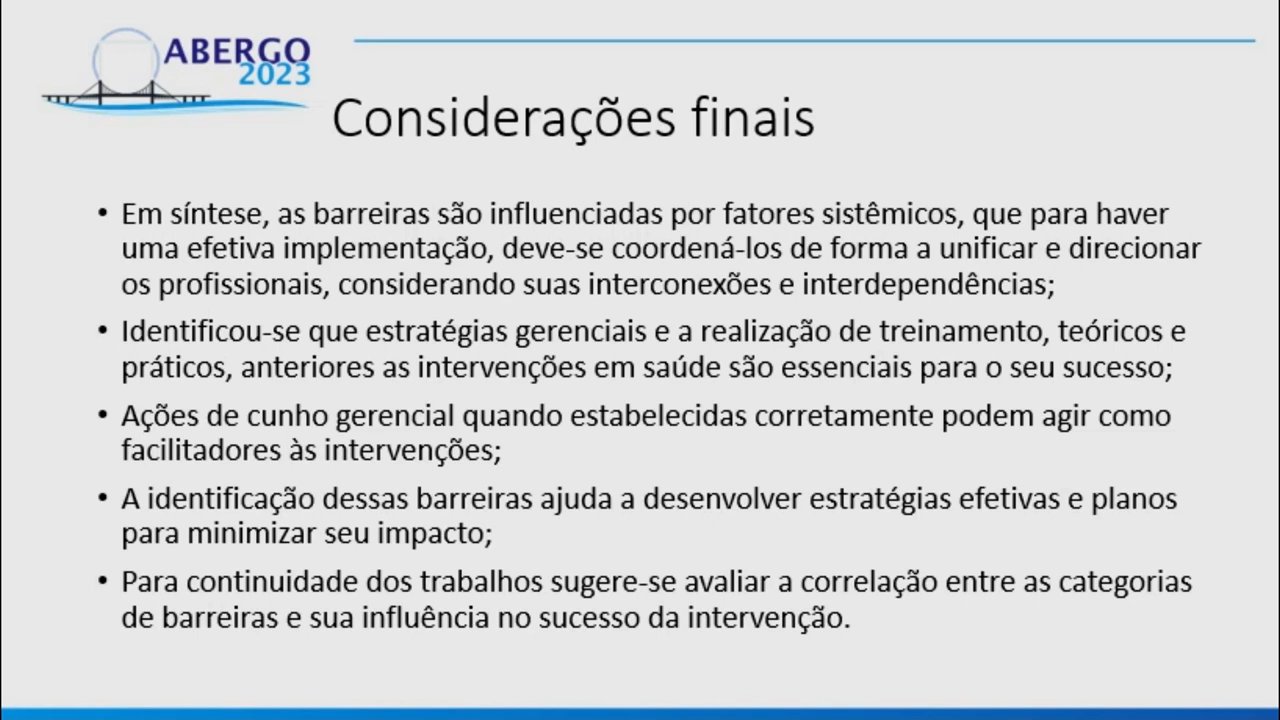 ABERGO
2023
Considerações finais
• Em síntese, as barreiras são influenciadas por fatores sistêmicos, que para haver
uma efetiva implementação, deve-se coordená-los de forma a unificar e direcionar
os profissionais, considerando suas interconexões e interdependências;
• Identificou-se que estratégias gerenciais e a realização de treinamento, teóricos e
práticos, anteriores as intervenções em saúde são essenciais para o seu sucesso;
• Ações de cunho gerencial quando estabelecidas corretamente podem agir como
facilitadores às intervenções;
• A identificação dessas barreiras ajuda a desenvolver estratégias efetivas e planos
para minimizar seu impacto;
• Para continuidade dos trabalhos sugere-se avaliar a correlação entre as categorias
de barreiras e sua influência no sucesso da intervenção.